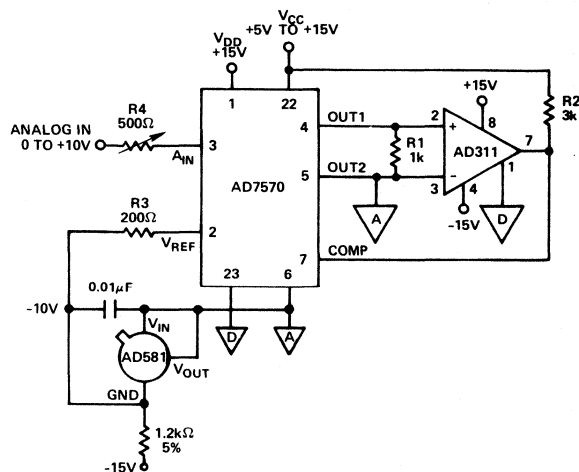 VCC
+5V TO +15V
VDD
+15V
R4
500Ω
ANALOG IN
0 TO +10V
AIN
1
22
3
4
OUT1
5
OUT2
AD7570
R1
1k
+15V
2
+
8
AD311
7
−
3
4
1
-15V
R2
3k
A
D
R3
200Ω
2
VREF
7
COMP
23
6
D
A
0.01μF
-10V
VIN
AD581
VOUT
GND
1.2kΩ
5%
-15V